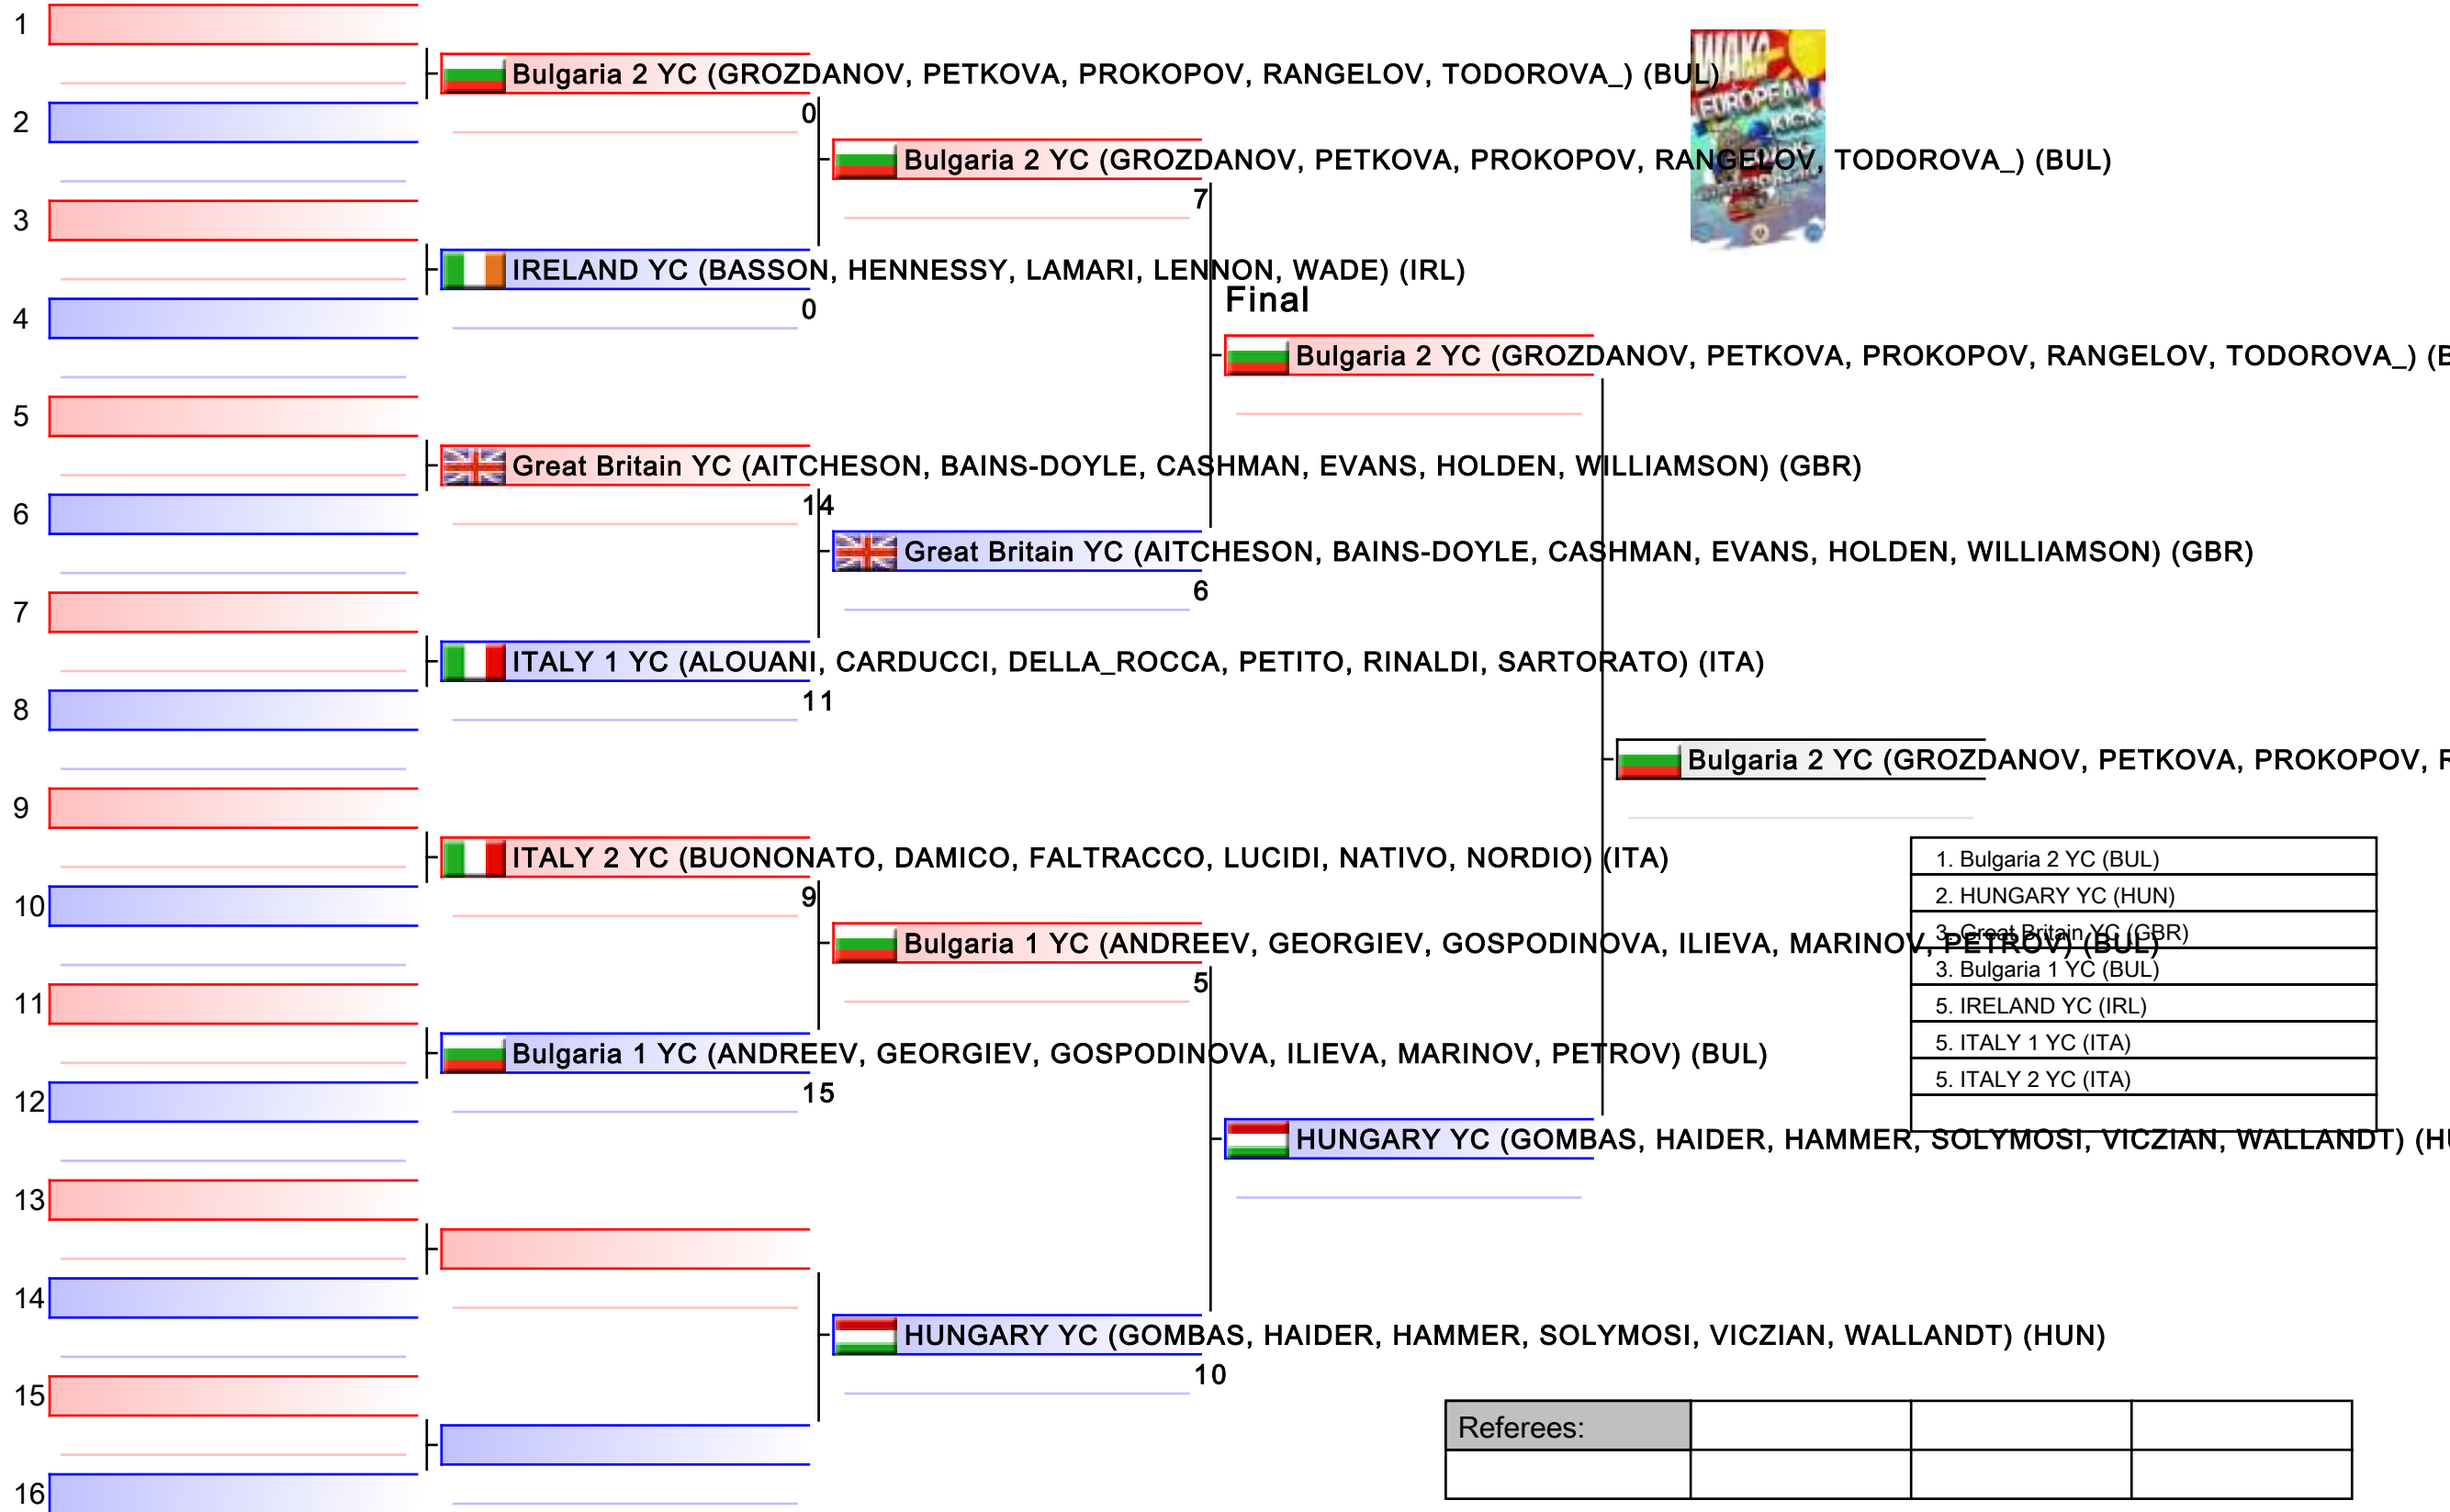 1
Bulgaria 2 YC (GROZDANOV, PETKOVA, PROKOPOV, RANGELOV, TODOROVA_) (BUL)
0
2
Bulgaria 2 YC (GROZDANOV, PETKOVA, PROKOPOV, RANGELOV, TODOROVA_) (BUL)
7
3
IRELAND YC (BASSON, HENNESSY, LAMARI, LENNON, WADE) (IRL)
0
4
WAKO
EUROPEAN
KICK
Final
Bulgaria 2 YC (GROZDANOV, PETKOVA, PROKOPOV, RANGELOV, TODOROVA_) (B
5
Great Britain YC (AITCHESON, BAINS-DOYLE, CASHMAN, EVANS, HOLDEN, WILLIAMSON) (GBR)
14
6
Great Britain YC (AITCHESON, BAINS-DOYLE, CASHMAN, EVANS, HOLDEN, WILLIAMSON) (GBR)
6
7
ITALY 1 YC (ALOUANI, CARDUCCI, DELLA_ROCCA, PETITO, RINALDI, SARTORATO) (ITA)
11
8
Bulgaria 2 YC (GROZDANOV, PETKOVA, PROKOPOV, R
9
ITALY 2 YC (BUONONATO, DAMICO, FALTRACCO, LUCIDI, NATIVO, NORDIO) (ITA)
9
10
Bulgaria 1 YC (ANDREEV, GEORGIEV, GOSPODINOVA, ILIEVA, MARINOV, PETROV) (BUL)
5
11
Bulgaria 1 YC (ANDREEV, GEORGIEV, GOSPODINOVA, ILIEVA, MARINOV, PETROV) (BUL)
15
12
HUNGARY YC (GOMBAS, HAIDER, HAMMER, SOLYMOSI, VICZIAN, WALLANDT) (HU
13
14
HUNGARY YC (GOMBAS, HAIDER, HAMMER, SOLYMOSI, VICZIAN, WALLANDT) (HUN)
10
15
16
1. Bulgaria 2 YC (BUL)
2. HUNGARY YC (HUN)
3. Great Britain YC (GBR)
3. Bulgaria 1 YC (BUL)
5. IRELAND YC (IRL)
5. ITALY 1 YC (ITA)
5. ITALY 2 YC (ITA)
Referees: